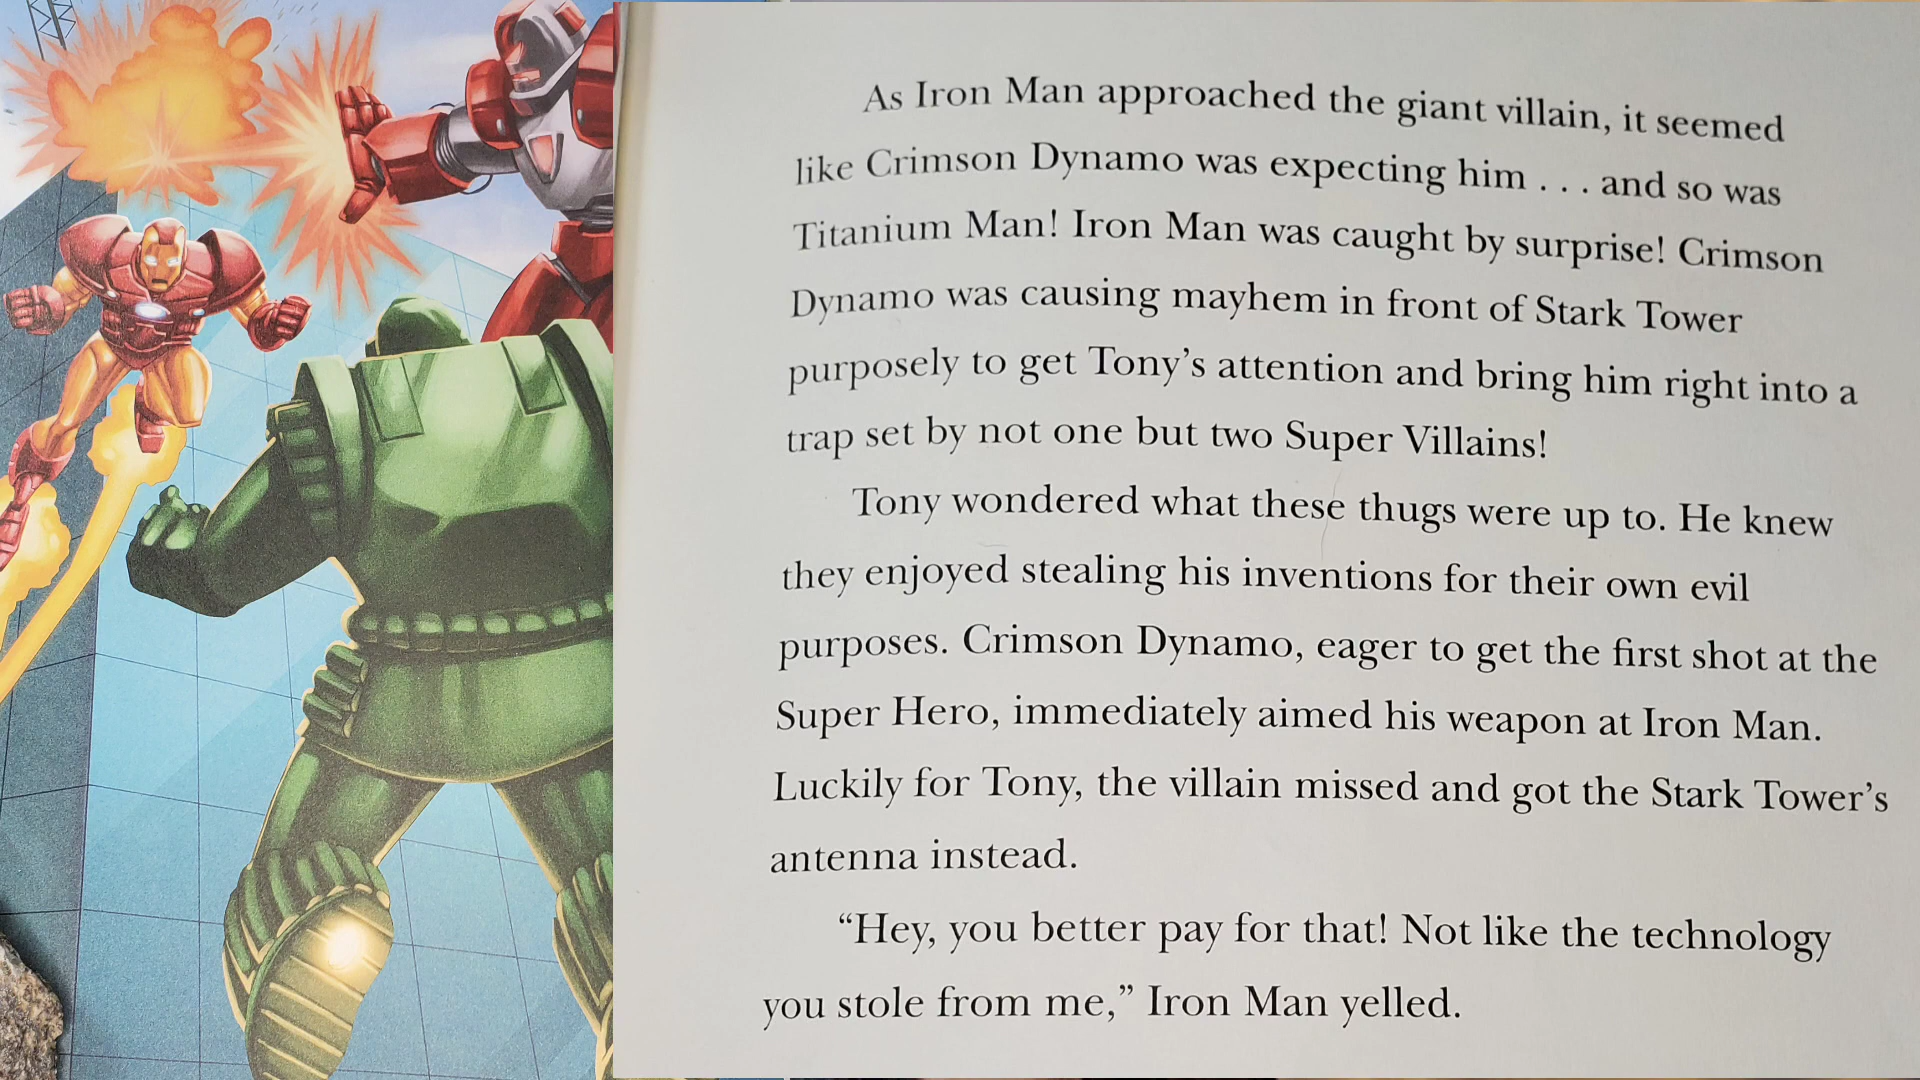 As Iron Man approached the giant villain, it seemed
like Crimson Dynamo was expecting him . . . and so was
Titanium Man! Iron Man was caught by surprise! Crimson
Dynamo was causing mayhem in front of Stark Tower
purposely to get Tony’s attention and bring him right into a
trap set by not one but two Super Villains!
Tony wondered what these thugs were up to. He knew
they enjoyed stealing his inventions for their own evil
purposes. Crimson Dynamo, eager to get the first shot at the
Super Hero, immediately aimed his weapon at Iron Man.
Luckily for Tony, the villain missed and got the Stark Tower’s
antenna instead.
“Hey, you better pay for that! Not like the technology
you stole from me,” Iron Man yelled.